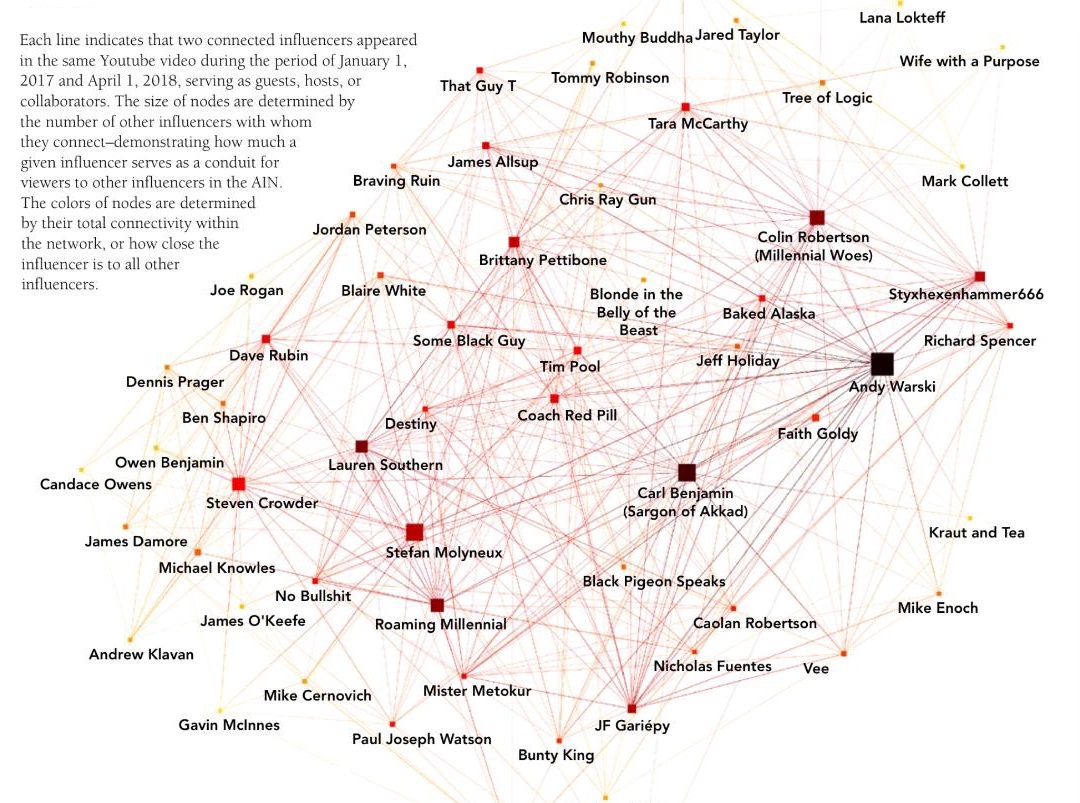 Each line indicates that two connected influencers appeared
in the same Youtube video during the period of January 1,
2017 and April 1, 2018, serving as guests, hosts, or
collaborators. The size of nodes are determined by
the number of other influencers with whom
they connect—demonstrating how much a
given influencer serves as a conduit for
viewers to other influencers in the AIN.
The colors of nodes are determined
by their total connectivity within
the network, or how close the
influencer is to all other
influencers.
Lana Lokteff
Mouthy Buddha
Jared Taylor
Wife with a Purpose
Tommy Robinson
That Guy T
Tree of Logic
Tara McCarthy
James Allsup
Braving Ruin
Mark Collett
Chris Ray Gun
Jordan Peterson
Colin Robertson
(Millennial Woes)
Brittany Pettibone
Joe Rogan
Blaire White
Blonde in the
Belly of the
Beast
Styxhexenhammer666
Baked Alaska
Some Black Guy
Richard Spencer
Dave Rubin
Tim Pool
Jeff Holiday
Dennis Prager
Andy Warski
Ben Shapiro
Coach Red Pill
Destiny
Faith Goldy
Owen Benjamin
Lauren Southern
Candace Owens
Steven Crowder
Carl Benjamin
(Sargon of Akkad)
Kraut and Tea
James Damore
Stefan Molyneux
Michael Knowles
Black Pigeon Speaks
No Bullshit
Mike Enoch
James O'Keefe
Roaming Millennial
Caolan Robertson
Andrew Klavan
Nicholas Fuentes
Vee
Mike Cernovich
Mister Metokur
Gavin McInnes
JF Gariépy
Paul Joseph Watson
Bunty King